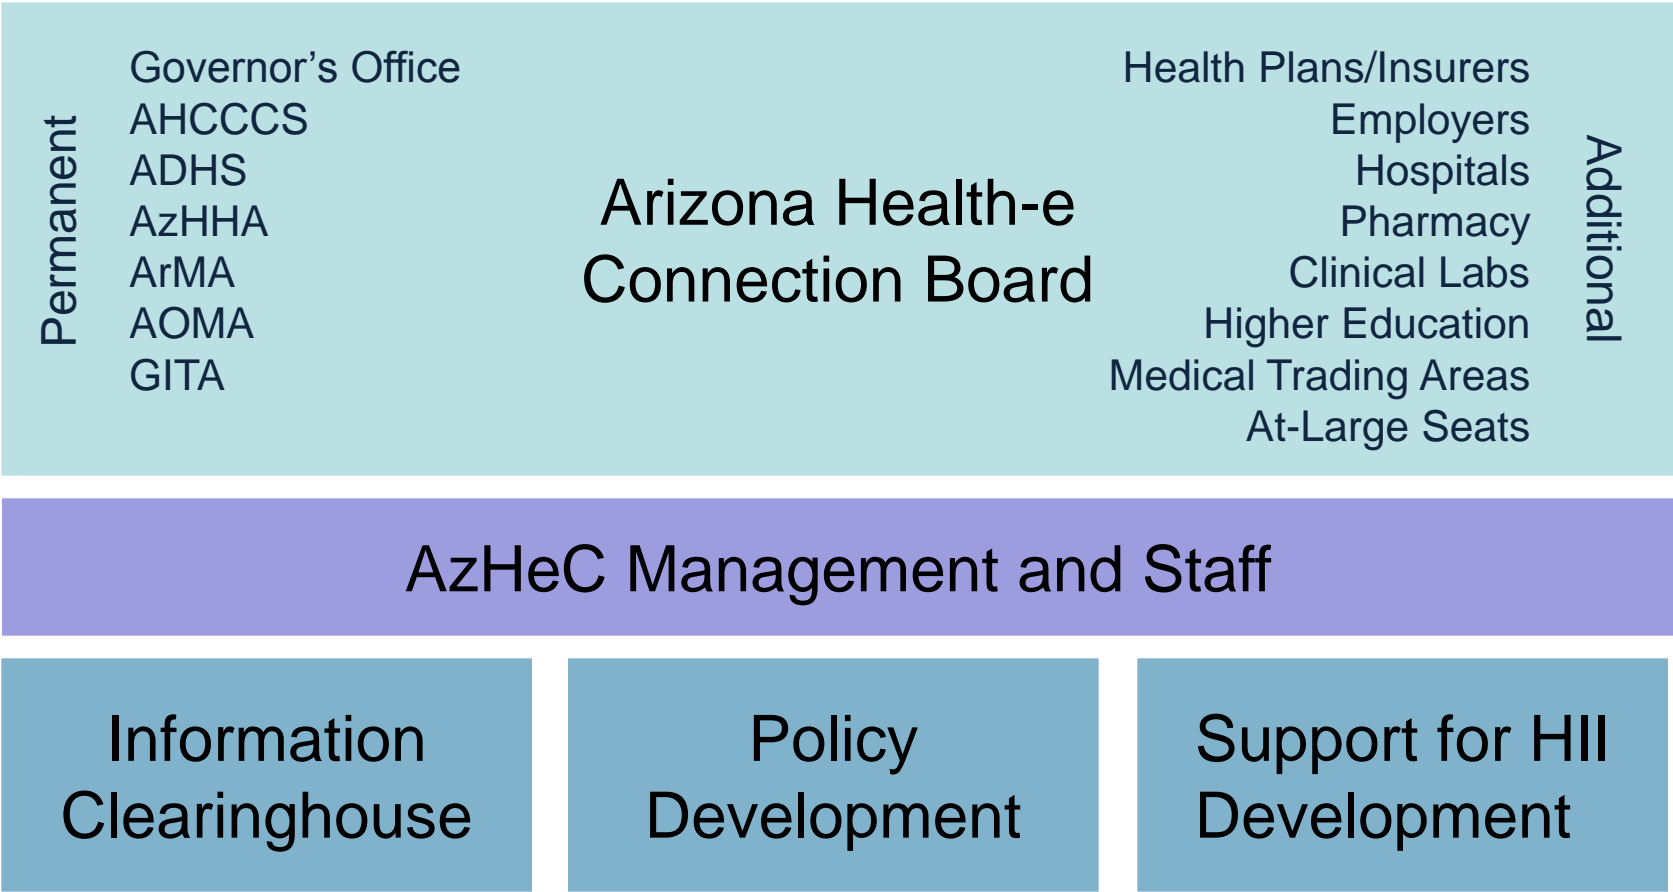 Permanent
Governor’s Office
AHCCCS
ADHS
AzHHA
ArMA
AOMA
GITA
Arizona Health-e
Connection Board
Health Plans/Insurers
Employers
Hospitals
Pharmacy
Clinical Labs
Higher Education
Medical Trading Areas
At-Large Seats
Additional
AzHeC Management and Staff
Information
Clearinghouse
Policy
Development
Support for HII
Development